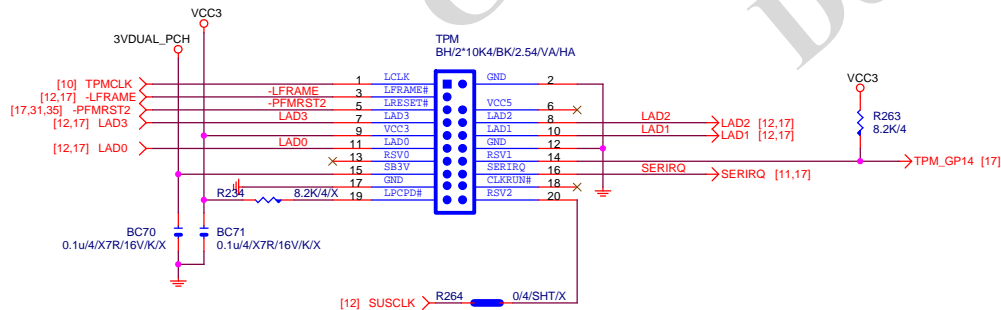 VCC3
3VDUAL_PCH
TPM
BH/2*10K4/BK/2.54/VA/HA
VCC3
[10] TPMCLK 1 LCLK GND 2
[12,17] -LFRAME -LFRAME 3 LFRAME#
[17,31,35] -PFMRST2 -PFMRST2 5 LRESET# VCC5 6
[12,17] LAD3 LAD3 7 LAD3 LAD2 8 LAD2 LAD2 [12,17]
9 VCC3 LAD1 10 LAD1 LAD1 [12,17]
[12,17] LAD0 LAD0 11 LAD0 GND 12
R263
8.2K/4
13 RSV0 RSV1 14 TPM_GP14 [17]
15 SB3V SERIRQ 16 SERIRQ SERIRQ [11,17]
17 GND CLKRUN# 18
R234 8.2K/4/X 19 LPCPD# RSV2 20
BC70
0.1u/4/X7R/16V/K/X
BC71
0.1u/4/X7R/16V/K/X
[12] SUSCLK R264 0/4/SHT/X